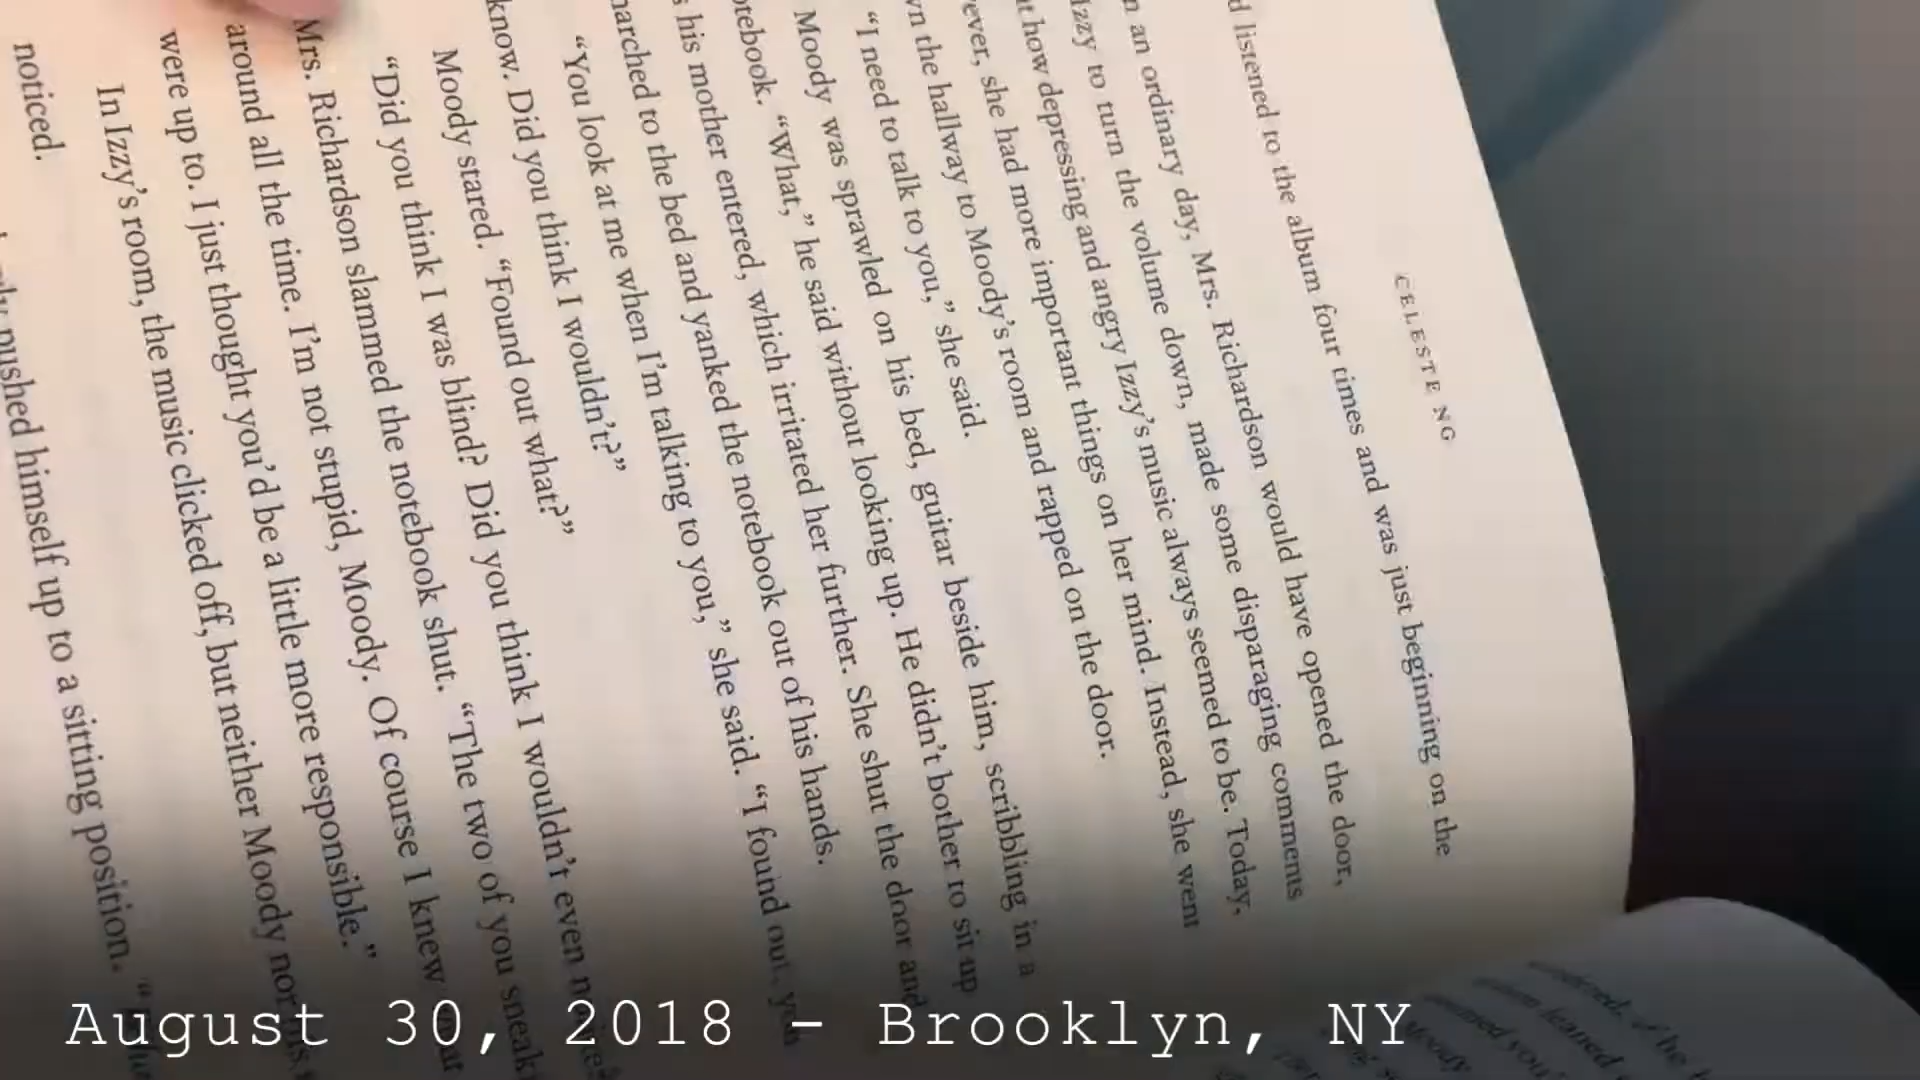 CELESTE NG
listened to the album four times and was just beginning on the
an ordinary day, Mrs. Richardson would have opened the door,
Izzy to turn the volume down, made some disparaging comments
how depressing and angry Izzy's music always seemed to be. Today,
she had more important things on her mind. Instead, she went
the hallway to Moody's room and rapped on the door.
“I need to talk to you,” she said.
Moody was sprawled on his bed, guitar beside him, scribbling in a
“What,” he said without looking up. He didn't bother to sit up
his mother entered, which irritated her further. She shut the door and
to the bed and yanked the notebook out of his hands.
“You look at me when I'm talking to you,” she said. “I found out, you
know. Did you think I wouldn't?”
Moody stared. “Found out what?”
“Did you think I was blind? Did you think I wouldn't even
Mrs. Richardson slammed the notebook shut. “The two of you
around all the time. I'm not stupid, Moody. Of course I knew
were up to. I just thought you'd be a little more responsible.”
In Izzy's room, the music clicked off, but neither Moody nor
noticed.
pushed himself up to a sitting position.
August 30, 2018 - Brooklyn, NY